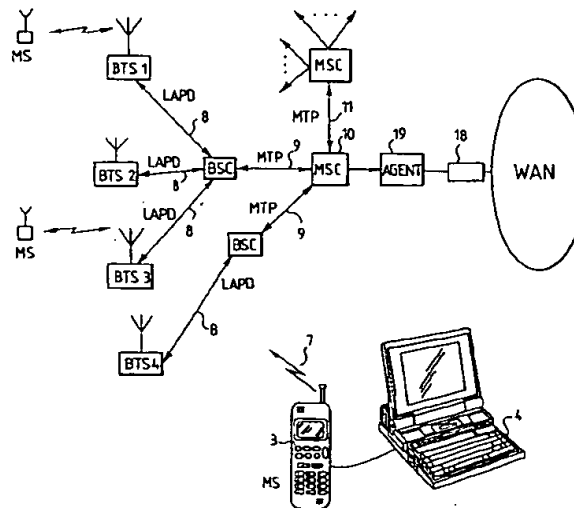 MS
BTS 1
LAPD
8
MSC
MTP
11
10
19
18
BTS 2
LAPD
8
BSC
MTP
9
MSC
AGENT
WAN
LAPD
8
MTP
9
MS
BTS 3
BSC
LAPD
8
BTS4
7
3
4
MS